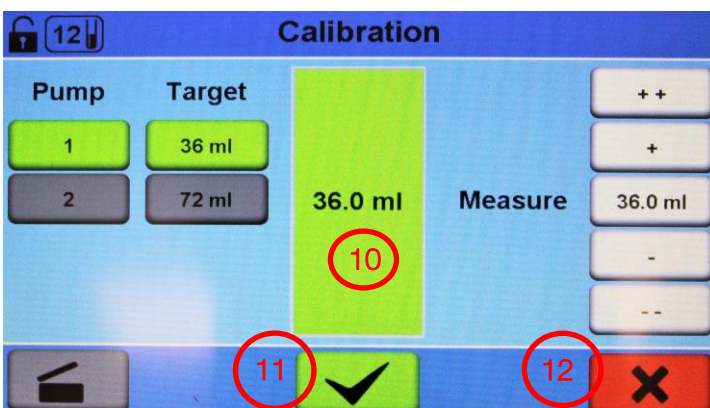 12 Calibration
Pump Target
++
1 36 ml
+
2 72 ml 36.0 ml Measure 36.0 ml
10
-
--
11 12